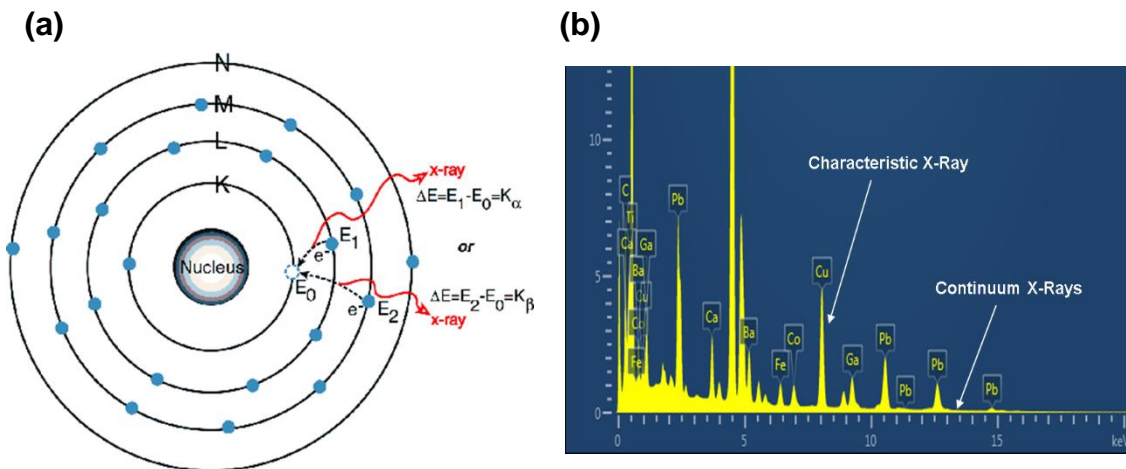 (a)
N
M
L
K
Nucleus
x-ray
ΔE=E₁-E₀=Kα
or
E₁
e⁻
E₀
ΔE=E₂-E₀=Kβ
e⁻
E₂
x-ray
(b)
10
5
0
C
Ti
Ca
Ga
Ba
Cu
Co
Fe
Pb
Ca
Ba
Fe
Co
Cu
Ga
Pb
Pb
Pb
Pb
Characteristic X-Ray
Continuum X-Rays
0
5
10
15
keV